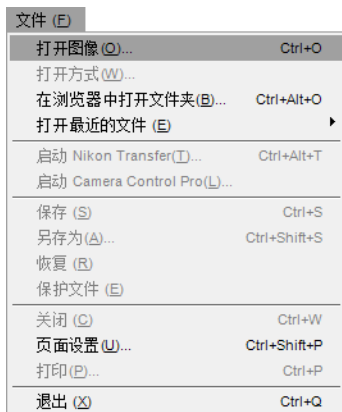 文件 (F)
打开图像(O)... Ctrl+O
打开方式(W)...
在浏览器中打开文件夹(B)... Ctrl+Alt+O
打开最近的文件 (E)
启动 Nikon Transfer(T)... Ctrl+Alt+T
启动 Camera Control Pro(L)...
保存 (S) Ctrl+S
另存为(A)... Ctrl+Shift+S
恢复 (R)
保护文件 (E)
关闭 (C) Ctrl+W
页面设置(U)... Ctrl+Shift+P
打印(P)... Ctrl+P
退出 (X) Ctrl+Q